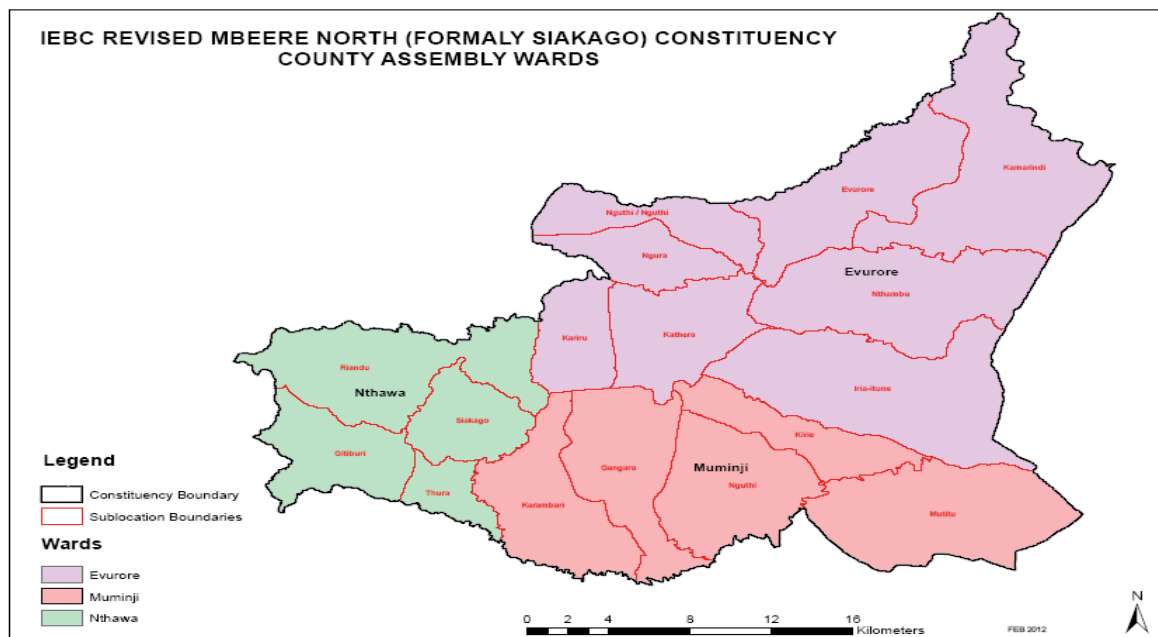 IEBC REVISED MBEERE NORTH (FORMALY SIAKAGO) CONSTITUENCY
COUNTY ASSEMBLY WARDS
Kamarindi
Evurore
Nguthi / Nguthi
Ngura
Evurore
Nthambu
Kariru
Kathera
Riandu
Nthawa
Iria-itune
Siakago
Kirie
Gitiburi
Gangara
Muminji
Nguthi
Thura
Karambari
Mutitu
Legend
Constituency Boundary
Sublocation Boundaries
Wards
Evurore
Muminji
Nthawa
0 2 4 8 12 16
Kilometers
FEB 2012
N